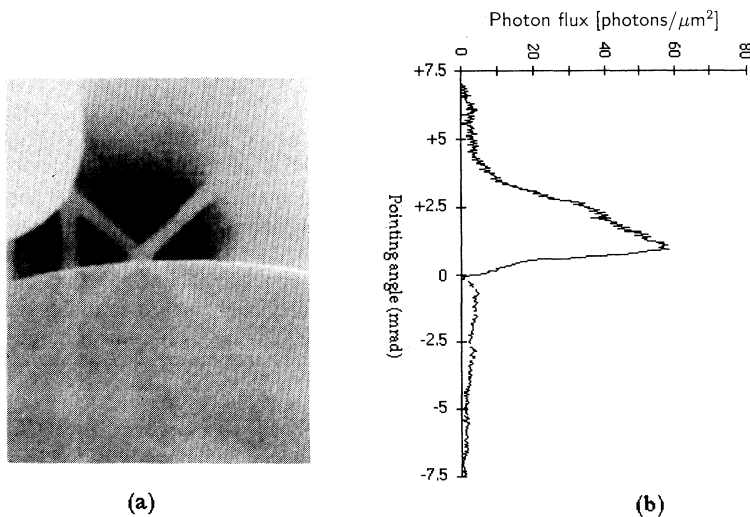 Photon flux [photons/μm²]
0 20 40 60 80
+7.5
+5
+2.5
0
-2.5
-5
-7.5
Pointing angle (mrad)
(a)
(b)